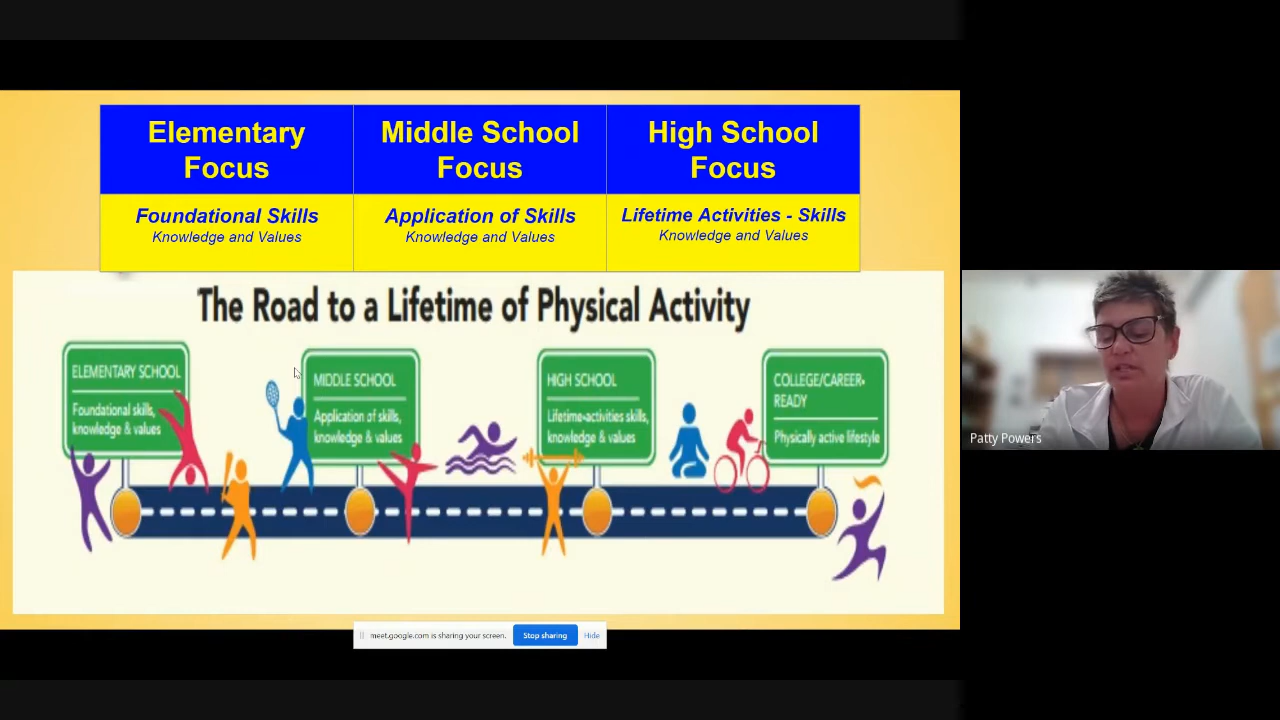 Elementary
Focus
Middle School
Focus
High School
Focus
Foundational Skills
Knowledge and Values
Application of Skills
Knowledge and Values
Lifetime Activities - Skills
Knowledge and Values
The Road to a Lifetime of Physical Activity
ELEMENTARY SCHOOL
Foundational skills,
knowledge & values
MIDDLE SCHOOL
Application of skills,
knowledge & values
HIGH SCHOOL
Lifetime-activities skills,
knowledge & values
COLLEGE/CAREER-
READY
Physically active lifestyle
Patty Powers
meet.google.com is sharing your screen.
Stop sharing
Hide